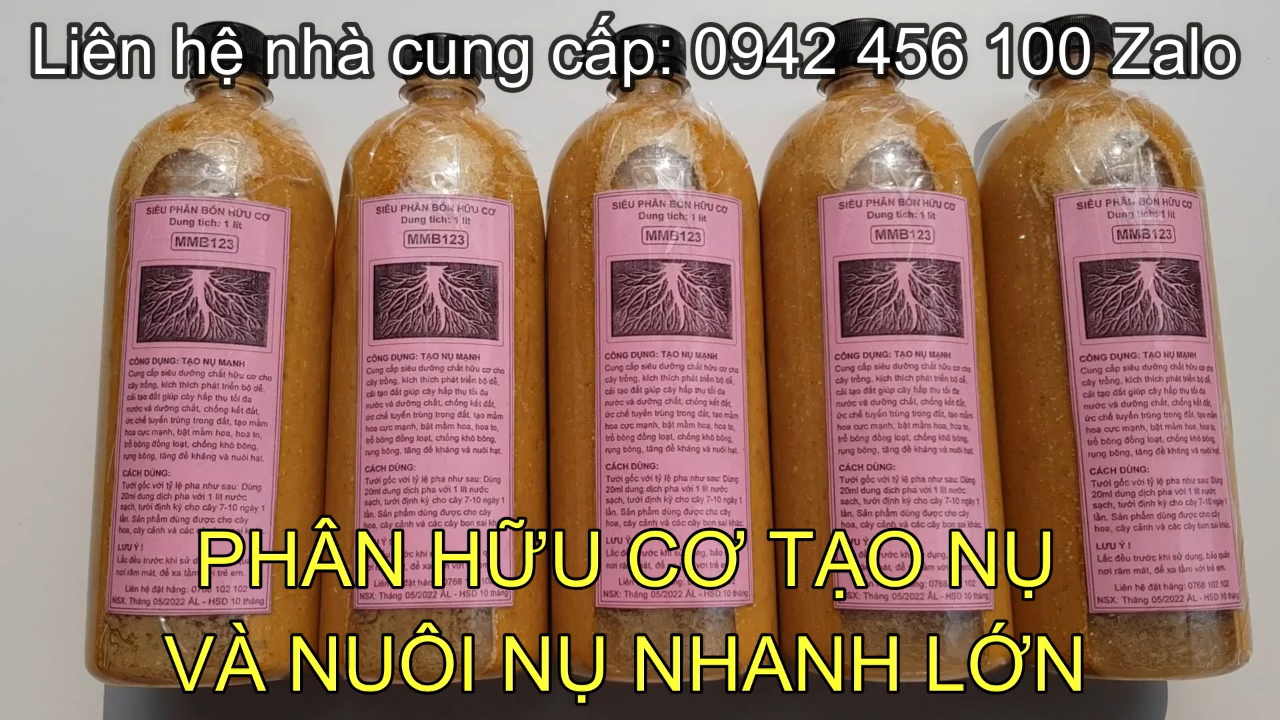 Liên hệ nhà cung cấp: 0942 456 100 Zalo
SIÊU PHÂN BÓN HỮU CƠ
Dung tích: 1 lít
MMB123
CÔNG DỤNG: TẠO NỤ MẠNH
Cung cấp siêu dưỡng chất hữu cơ cho
cây trồng, kích thích phát triển bộ dễ,
cải tạo đất giúp cây hấp thụ tối đa
nước và dưỡng chất, chống kết đất,
ức chế tuyến trùng trong đất, tạo mầm
hoa cực mạnh, bật mầm hoa, hoa to,
trổ bông đồng loạt, chống khô bông,
rụng bông, tăng đề kháng và nuôi hạt.
CÁCH DÙNG:
Tưới gốc với tỷ lệ pha như sau: Dùng
20ml dung dịch pha với 1 lít nước
sạch, tưới định kỳ cho cây 7-10 ngày 1
lần. Sản phẩm dùng được cho cây
hoa, cây cảnh và các cây bon sai khác.
LƯU Ý !
Lắc đều trước khi sử dụng, bảo quản
nơi râm mát, để xa tầm với trẻ em.
Liên hệ đặt hàng: 0768 102 102
NSX: Tháng 05/2022 ÂL - HSD 10 tháng
PHÂN HỮU CƠ TẠO NỤ
VÀ NUÔI NỤ NHANH LỚN